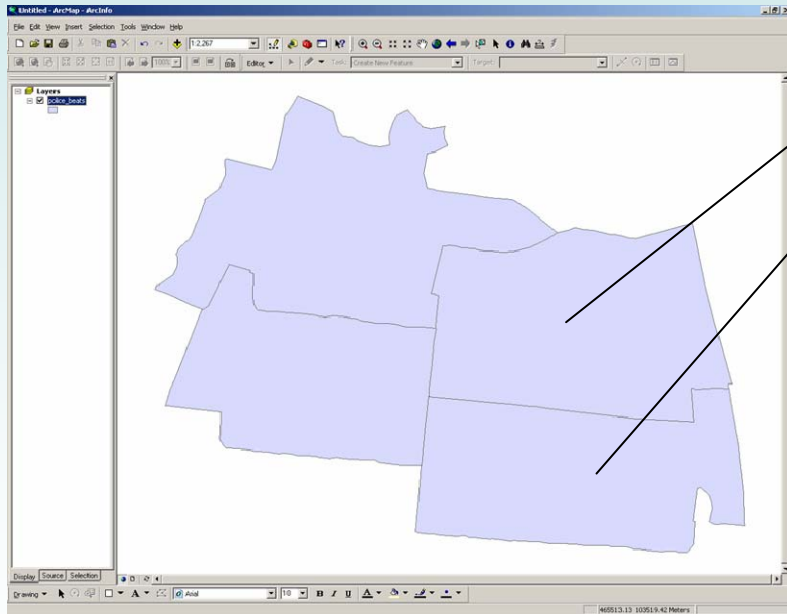 Untitled - ArcMap - ArcInfo
File Edit View Insert Selection Tools Window Help
1:2,267
100% Editor Task: Create New Feature Target:
Layers
police_beats
Display Source Selection
Drawing A Arial 10 B I U A
465513.13 103519.42 Meters